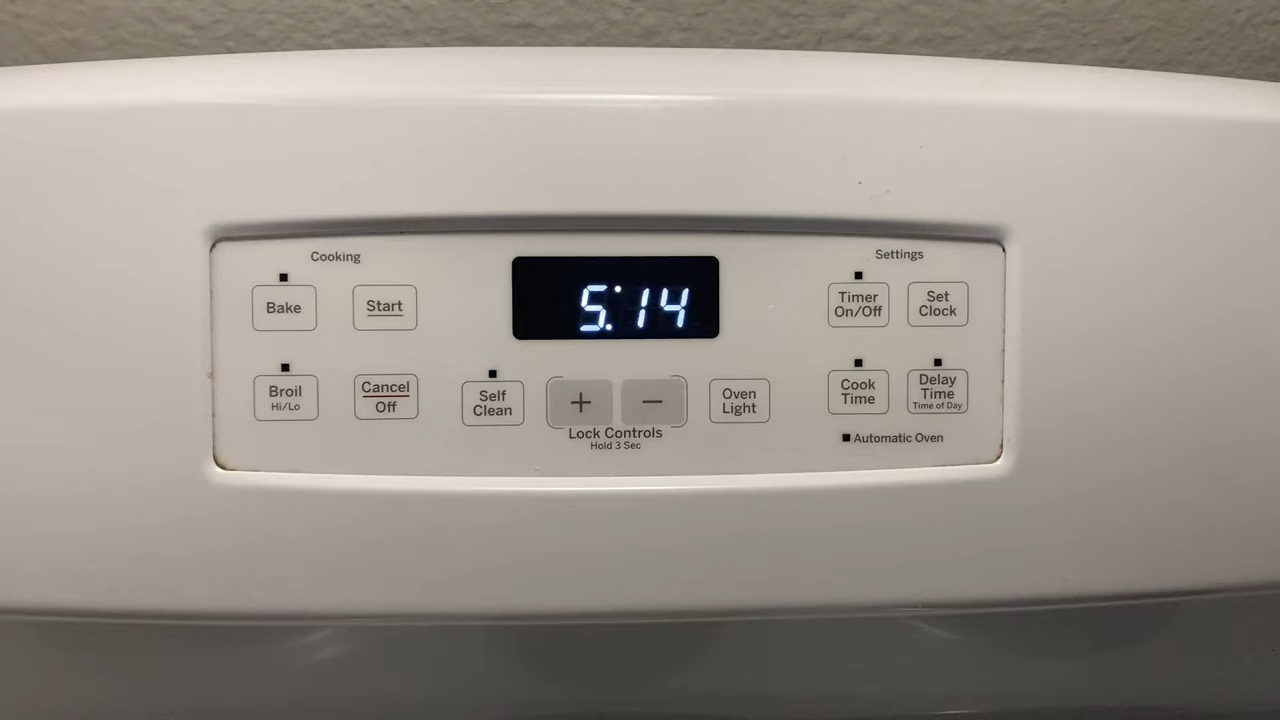 Cooking
Settings
5:14
Bake
Start
Timer
On/Off
Set
Clock
Broil
Hi/Lo
Cancel
Off
Self
Clean
+
−
Oven
Light
Cook
Time
Delay
Time
Time of Day
Lock Controls
Hold 3 Sec
Automatic Oven